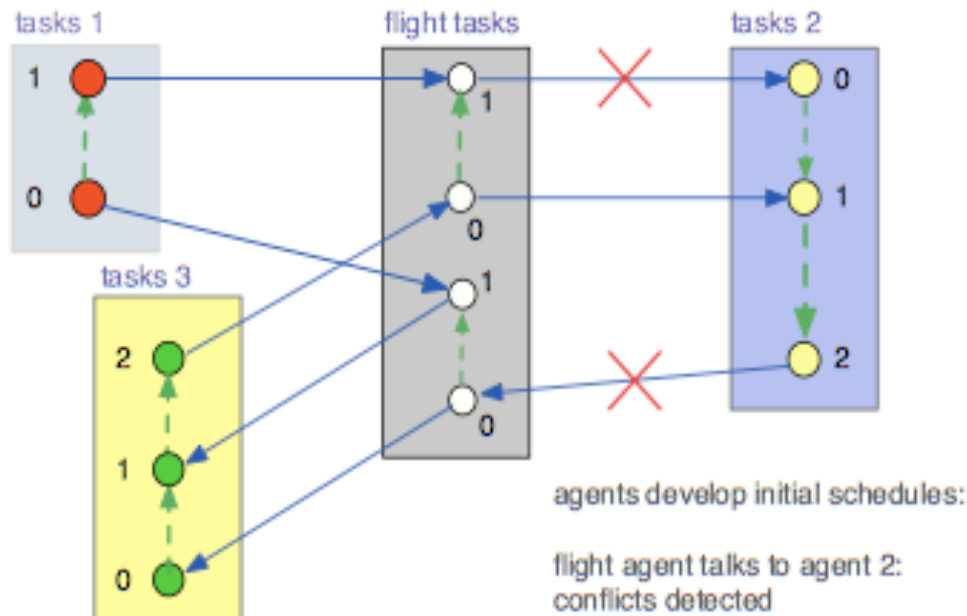 tasks 1
flight tasks
tasks 2
1
1
0
0
0
1
tasks 3
1
2
2
0
1
agents develop initial schedules:
0
flight agent talks to agent 2:
conflicts detected